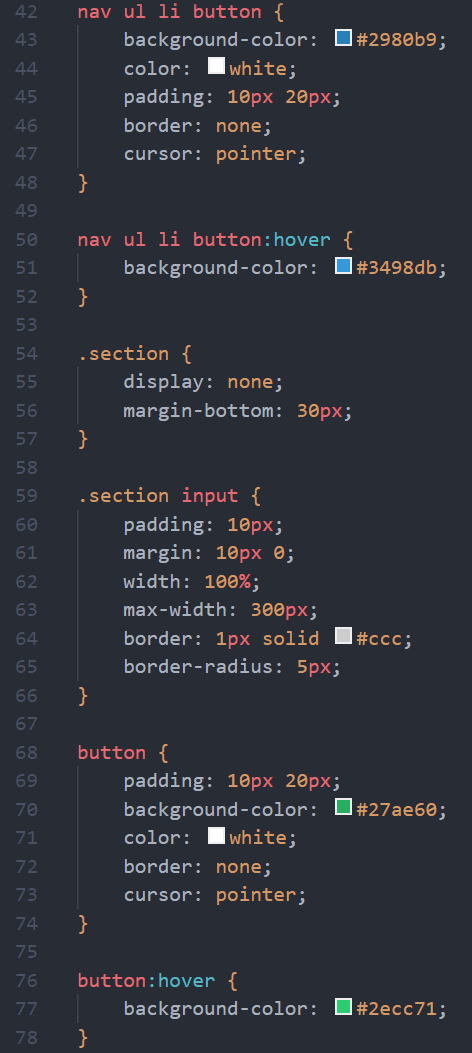 42 nav ul li button {
43     background-color: #2980b9;
44     color: white;
45     padding: 10px 20px;
46     border: none;
47     cursor: pointer;
48 }
49
50 nav ul li button:hover {
51     background-color: #3498db;
52 }
53
54 .section {
55     display: none;
56     margin-bottom: 30px;
57 }
58
59 .section input {
60     padding: 10px;
61     margin: 10px 0;
62     width: 100%;
63     max-width: 300px;
64     border: 1px solid #ccc;
65     border-radius: 5px;
66 }
67
68 button {
69     padding: 10px 20px;
70     background-color: #27ae60;
71     color: white;
72     border: none;
73     cursor: pointer;
74 }
75
76 button:hover {
77     background-color: #2ecc71;
78 }